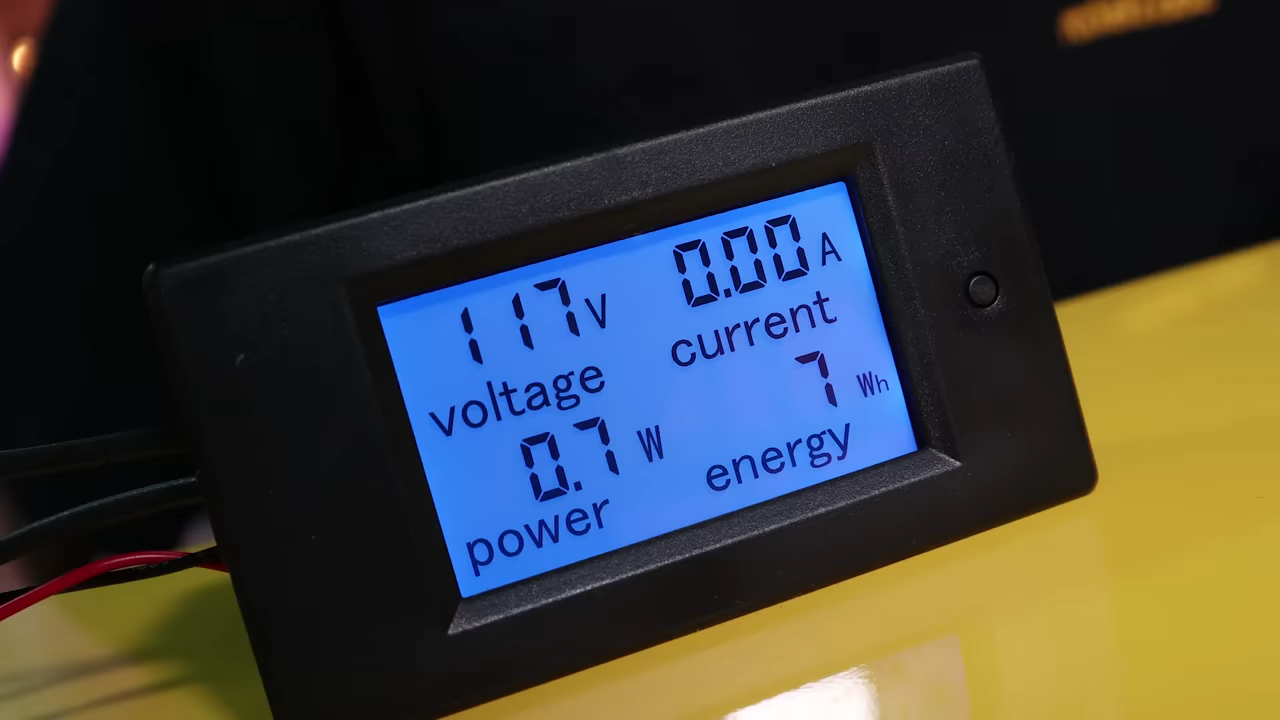 117 V
voltage
0.00 A
current
0.7 W
power
7 Wh
energy